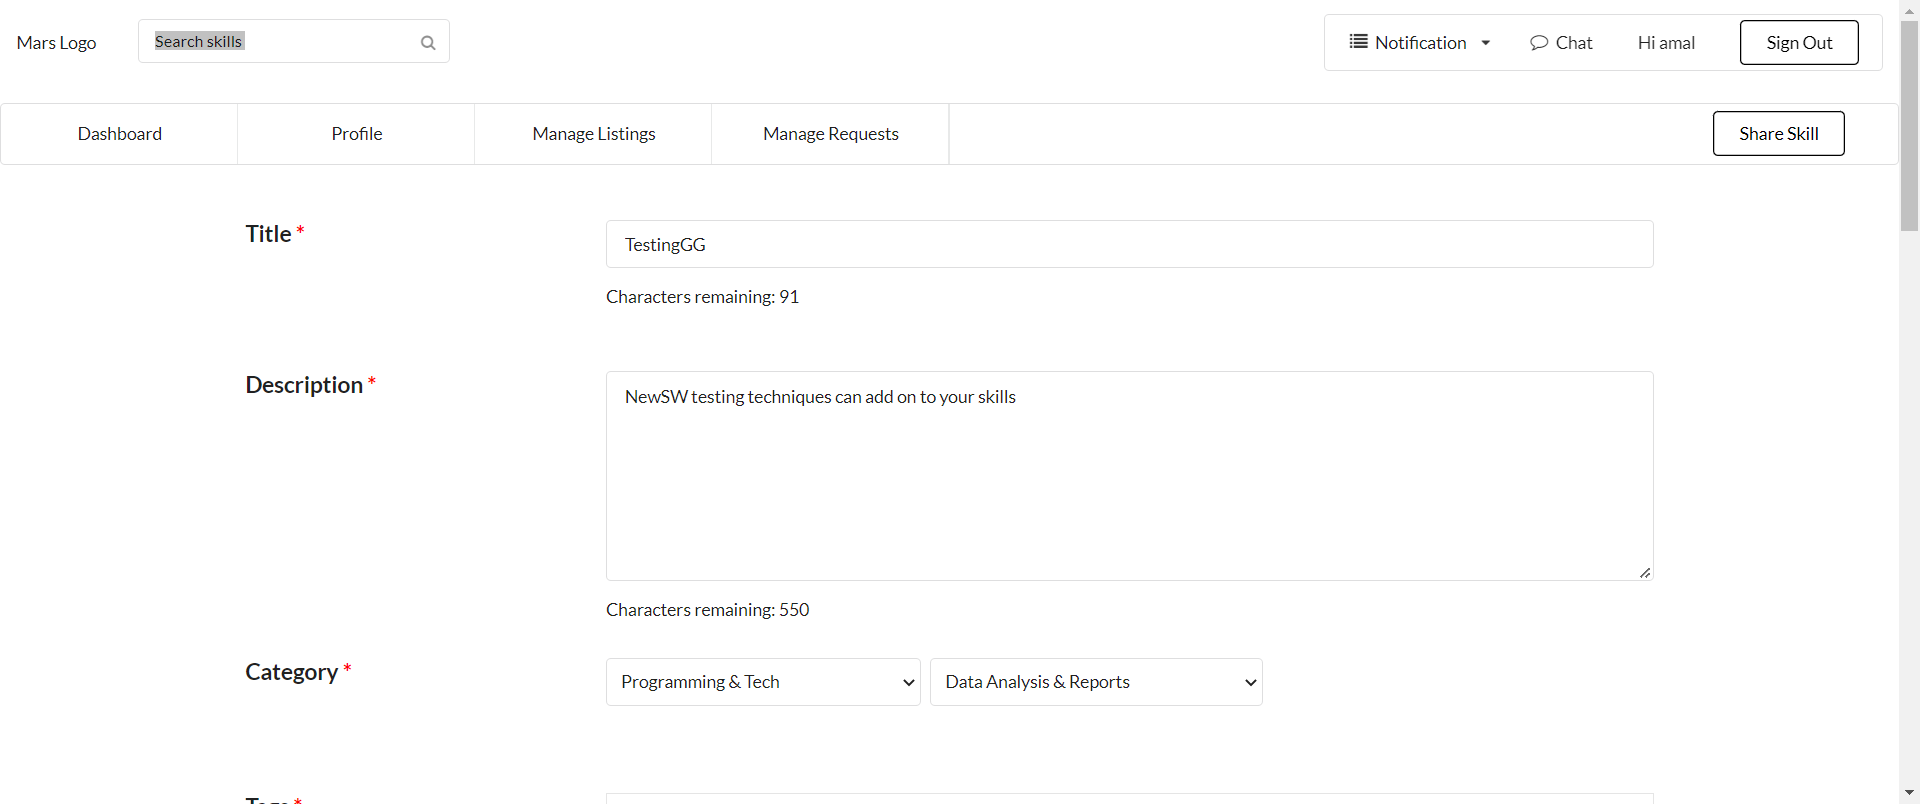 Mars Logo
Search skills
Notification
Chat
Hi amal
Sign Out
Dashboard
Profile
Manage Listings
Manage Requests
Share Skill
Title *
TestingGG
Characters remaining: 91
Description *
NewSW testing techniques can add on to your skills
Characters remaining: 550
Category *
Programming & Tech
Data Analysis & Reports
Tags *